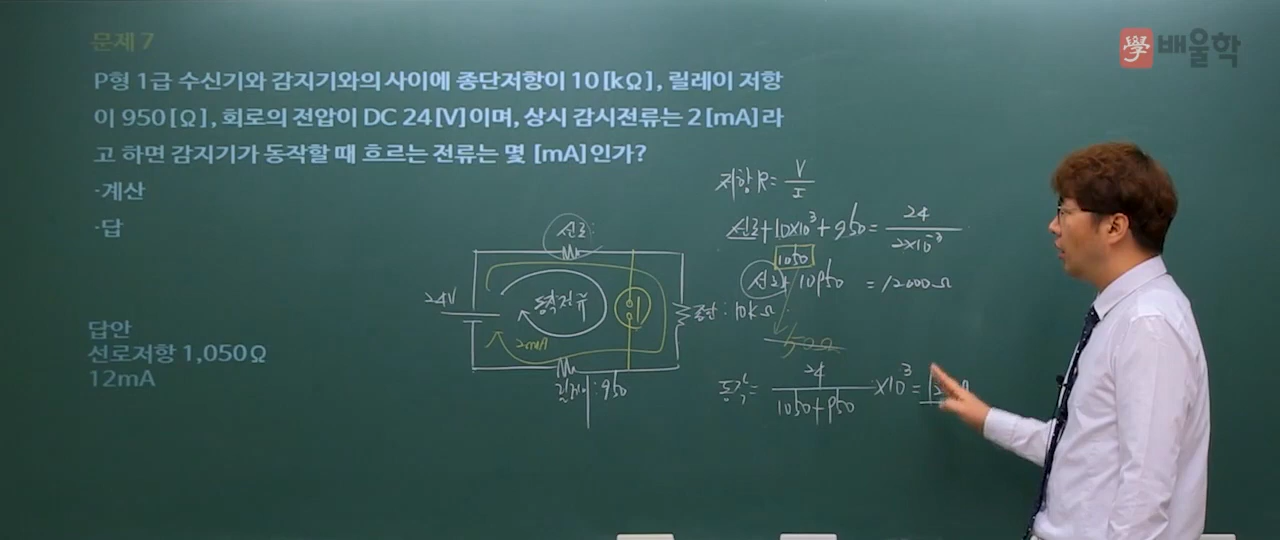 문제 7
學 배울학
P형 1급 수신기와 감지기와의 사이에 종단저항이 10[kΩ], 릴레이 저항
이 950[Ω], 회로의 전압이 DC 24[V]이며, 상시 감시전류는 2[mA]라
고 하면 감지기가 동작할 때 흐르는 전류는 몇 [mA]인가?
-계산
-답
답안
선로저항 1,050Ω
12mA
저항 R = V/I
선로 + 10×10³ + 950 = 24/2×10⁻³
1050
선로 + 10950 = 12000Ω
선로:
24V
동작전류
종단: 10kΩ
2mA
릴레이: 950
동작 = 24/1050+950 ×10³ =